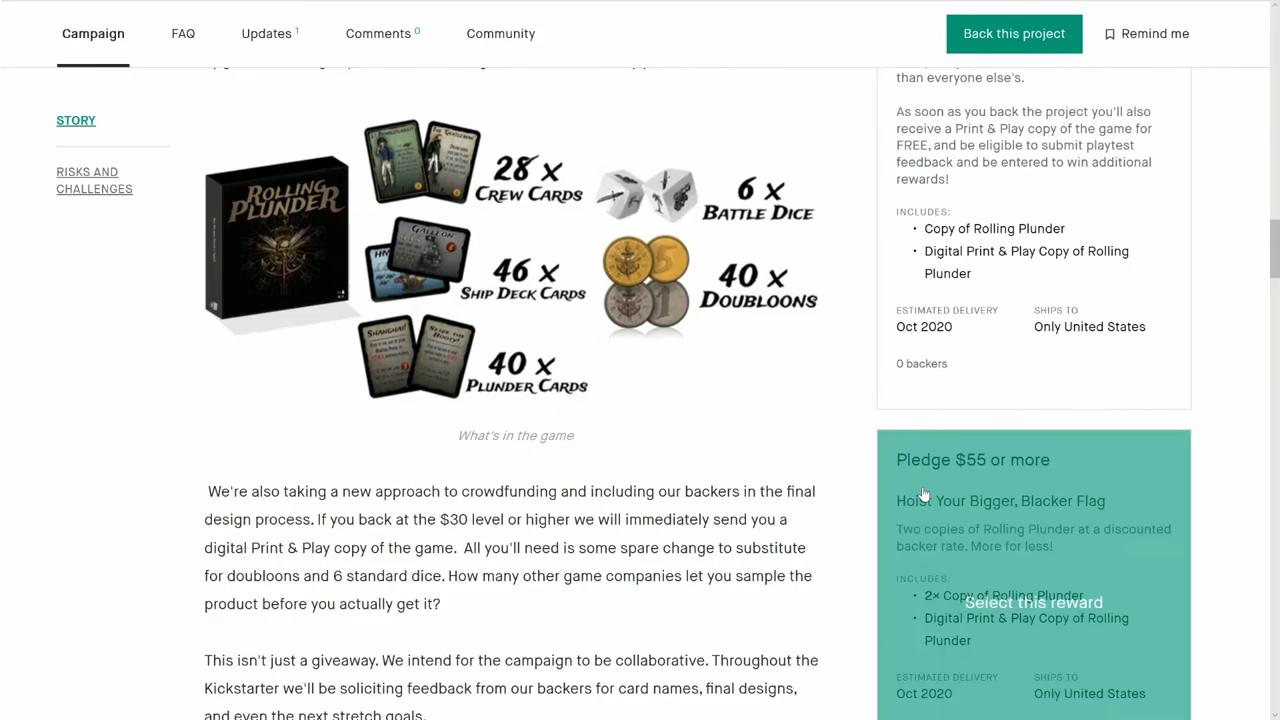 Campaign
FAQ
Updates 1
Comments 0
Community
Back this project
Remind me
STORY
RISKS AND
CHALLENGES
ROLLING
PLUNDER
THE GENTLEMAN
28 x
CREW CARDS
GALLEON
46 x
SHIP DECK CARDS
SHANGHAI!
40 x
PLUNDER CARDS
6 x
BATTLE DICE
5
1
40 x
DOUBLOONS
What's in the game
We're also taking a new approach to crowdfunding and including our backers in the final
design process. If you back at the $30 level or higher we will immediately send you a
digital Print & Play copy of the game. All you'll need is some spare change to substitute
for doubloons and 6 standard dice. How many other game companies let you sample the
product before you actually get it?
This isn't just a giveaway. We intend for the campaign to be collaborative. Throughout the
Kickstarter we'll be soliciting feedback from our backers for card names, final designs,
and even the next stretch goals.
than everyone else's.
As soon as you back the project you'll also
receive a Print & Play copy of the game for
FREE, and be eligible to submit playtest
feedback and be entered to win additional
rewards!
INCLUDES:
• Copy of Rolling Plunder
• Digital Print & Play Copy of Rolling
Plunder
ESTIMATED DELIVERY
Oct 2020
SHIPS TO
Only United States
0 backers
Pledge $55 or more
Hoist Your Bigger, Blacker Flag
Two copies of Rolling Plunder at a discounted
backer rate. More for less!
INCLUDES:
• 2× Copy of Rolling Plunder
Select this reward
• Digital Print & Play Copy of Rolling
Plunder
ESTIMATED DELIVERY
Oct 2020
SHIPS TO
Only United States